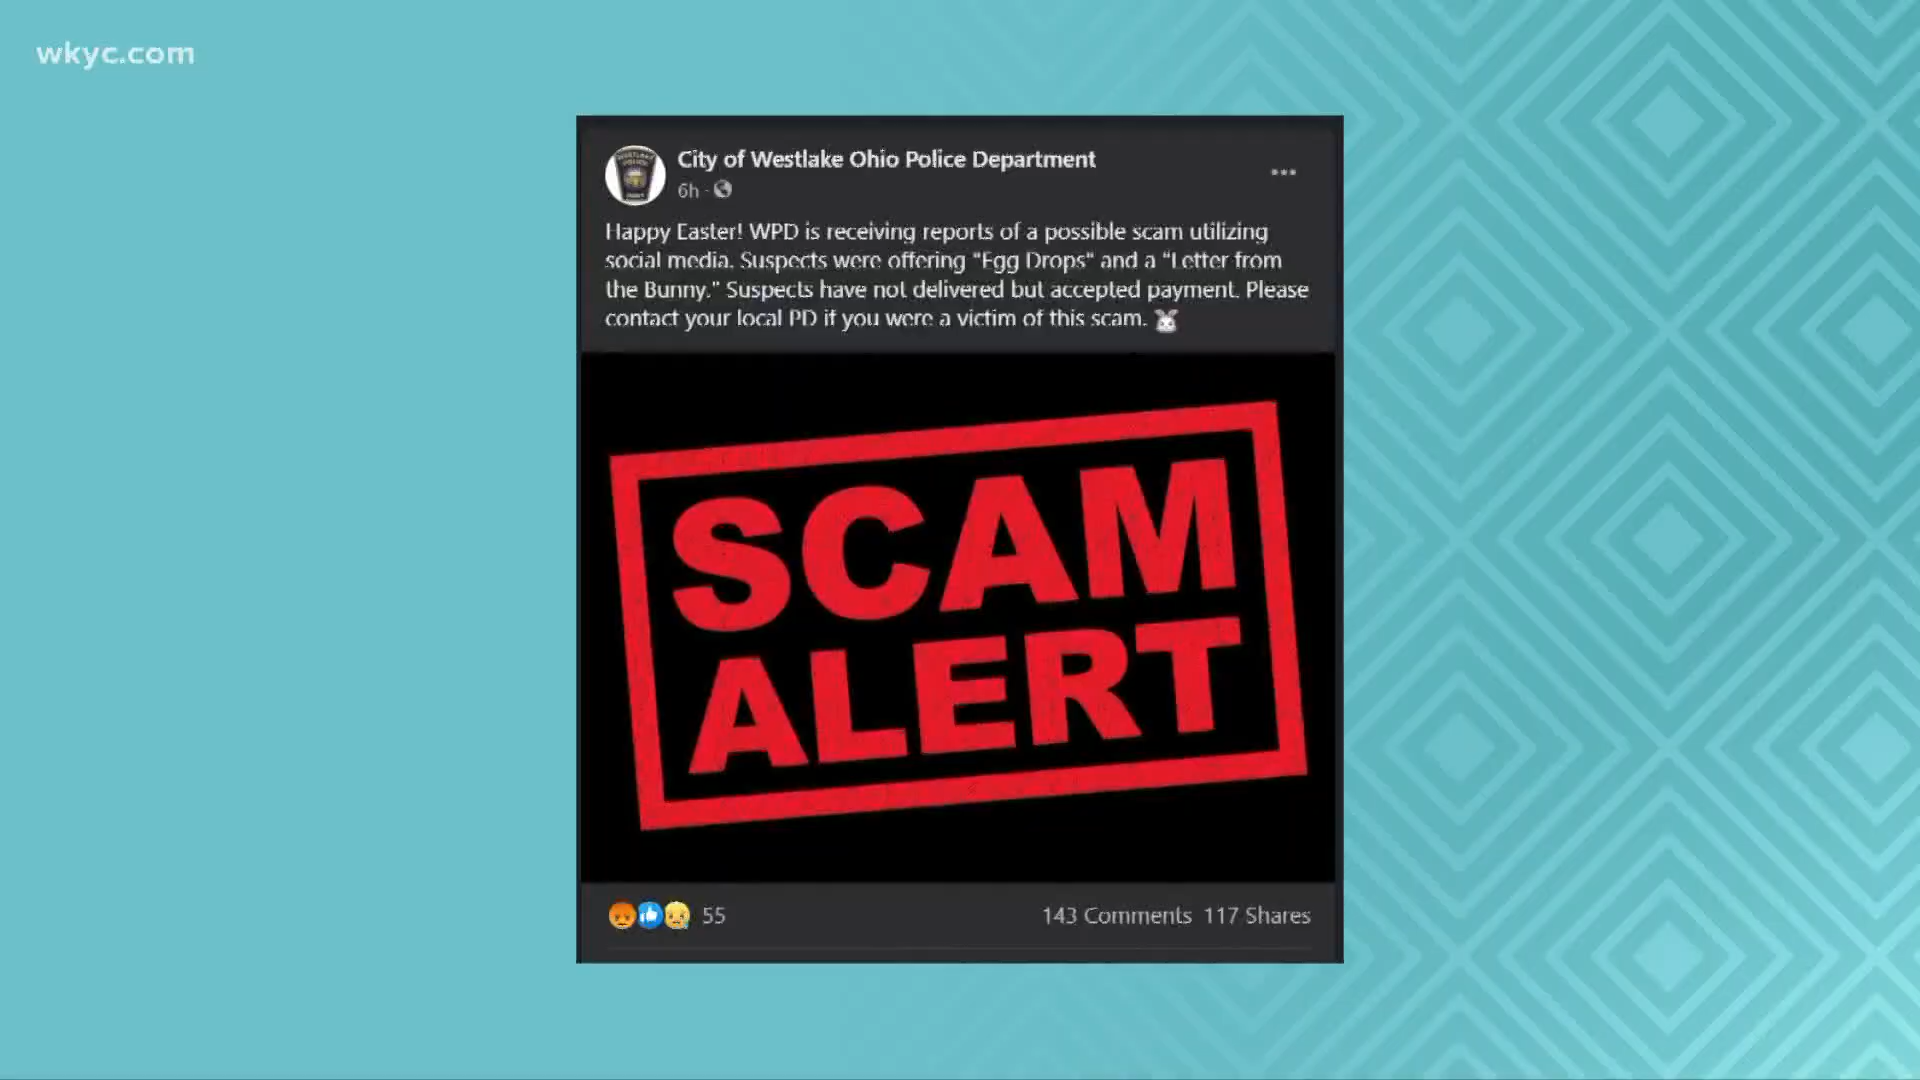 wkyc.com
City of Westlake Ohio Police Department
6h ·
Happy Easter! WPD is receiving reports of a possible scam utilizing
social media. Suspects were offering "Egg Drops" and a "Letter from
the Bunny." Suspects have not delivered but accepted payment. Please
contact your local PD if you were a victim of this scam.
SCAM
ALERT
55
143 Comments 117 Shares